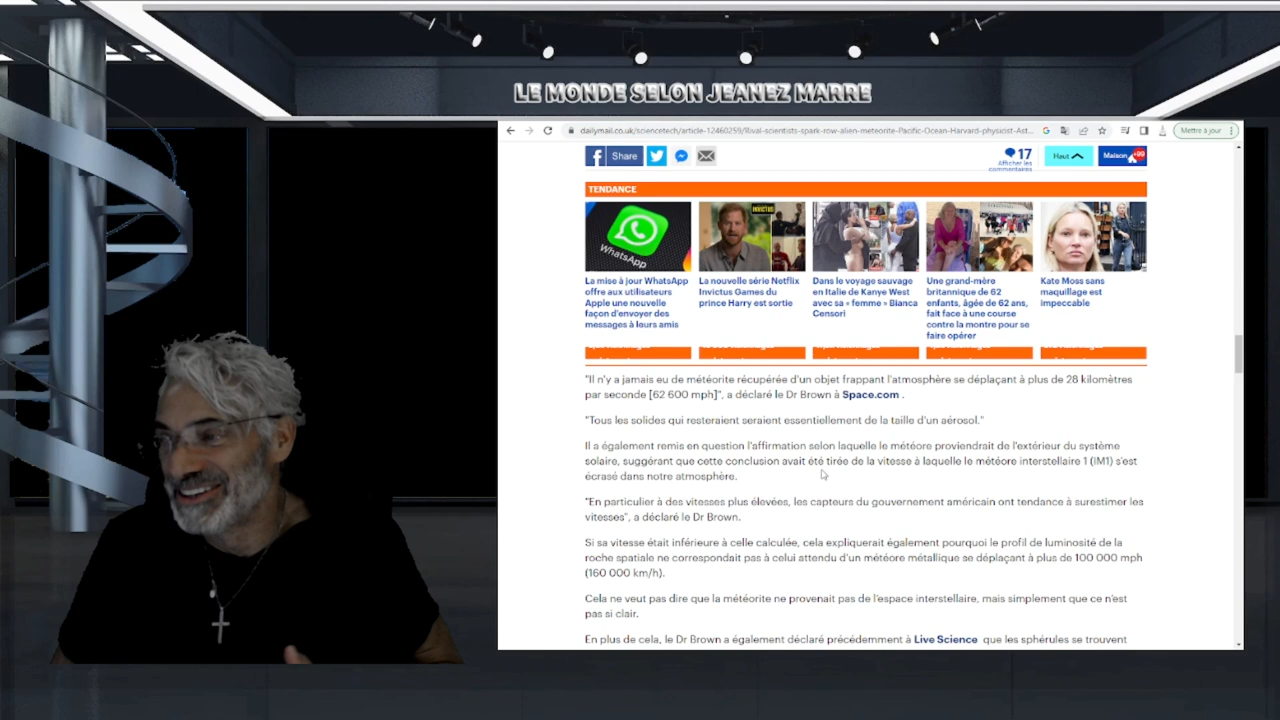 LE MONDE SELON JEANEZ MARRE
dailymail.co.uk/sciencetech/article-12460259/Rival-scientists-spark-row-alien-meteorite-Pacific-Ocean-Harvard-physicist-Ast...
Mettre à jour
Share
17
Afficher les
commentaires
Haut
Maison +99
TENDANCE
INVICTUS
WhatsApp
La mise à jour WhatsApp
offre aux utilisateurs
Apple une nouvelle
façon d'envoyer des
messages à leurs amis
La nouvelle série Netflix
Invictus Games du
prince Harry est sortie
Dans le voyage sauvage
en Italie de Kanye West
avec sa « femme » Bianca
Censori
Une grand-mère
britannique de 62
enfants, âgée de 62 ans,
fait face à une course
contre la montre pour se
faire opérer
Kate Moss sans
maquillage est
impeccable
"Il n'y a jamais eu de météorite récupérée d'un objet frappant l'atmosphère se déplaçant à plus de 28 kilomètres
par seconde [62 600 mph]", a déclaré le Dr Brown à Space.com .
"Tous les solides qui resteraient seraient essentiellement de la taille d'un aérosol."
Il a également remis en question l'affirmation selon laquelle le météore proviendrait de l'extérieur du système
solaire, suggérant que cette conclusion avait été tirée de la vitesse à laquelle le météore interstellaire 1 (IM1) s'est
écrasé dans notre atmosphère.
"En particulier à des vitesses plus élevées, les capteurs du gouvernement américain ont tendance à surestimer les
vitesses", a déclaré le Dr Brown.
Si sa vitesse était inférieure à celle calculée, cela expliquerait également pourquoi le profil de luminosité de la
roche spatiale ne correspondait pas à celui attendu d'un météore métallique se déplaçant à plus de 100 000 mph
(160 000 km/h).
Cela ne veut pas dire que la météorite ne provenait pas de l'espace interstellaire, mais simplement que ce n'est
pas si clair.
En plus de cela, le Dr Brown a également déclaré précédemment à Live Science que les sphérules se trouvent